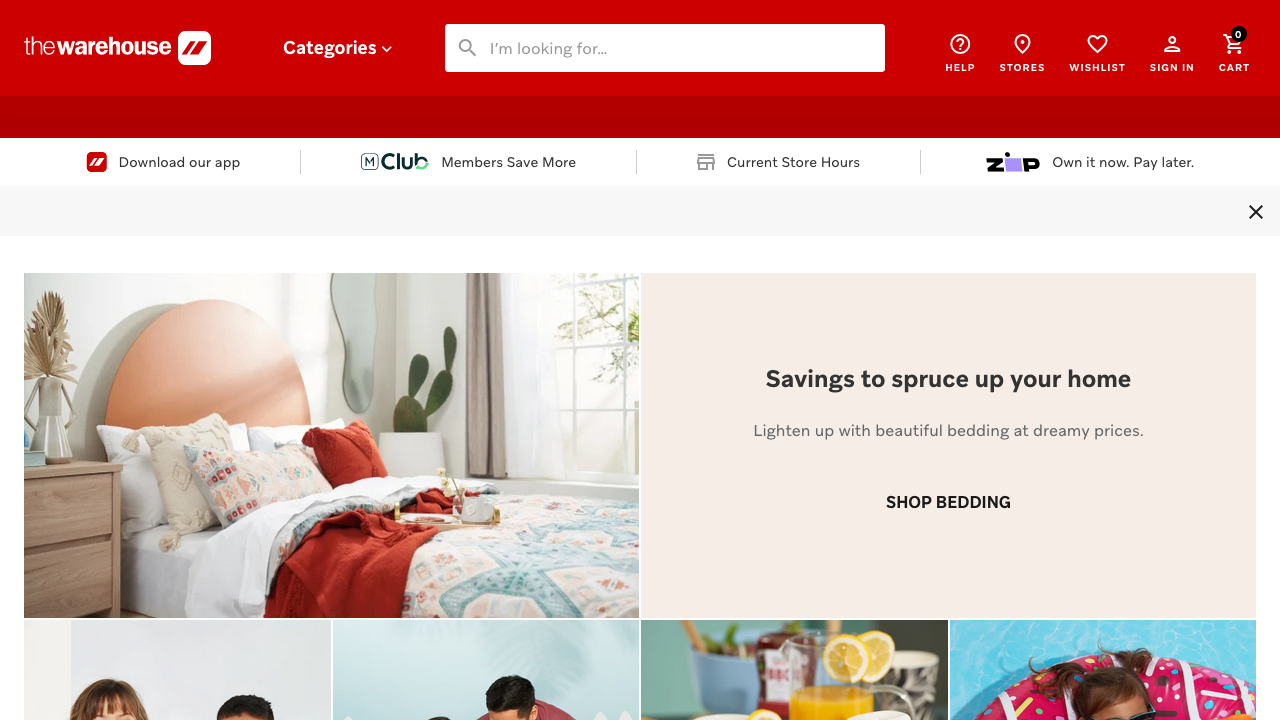 thewarehouse
Categories
I'm looking for...
HELP
STORES
WISHLIST
SIGN IN
0
CART
Download our app
M Club Members Save More
Current Store Hours
zip Own it now. Pay later.
Savings to spruce up your home
Lighten up with beautiful bedding at dreamy prices.
SHOP BEDDING